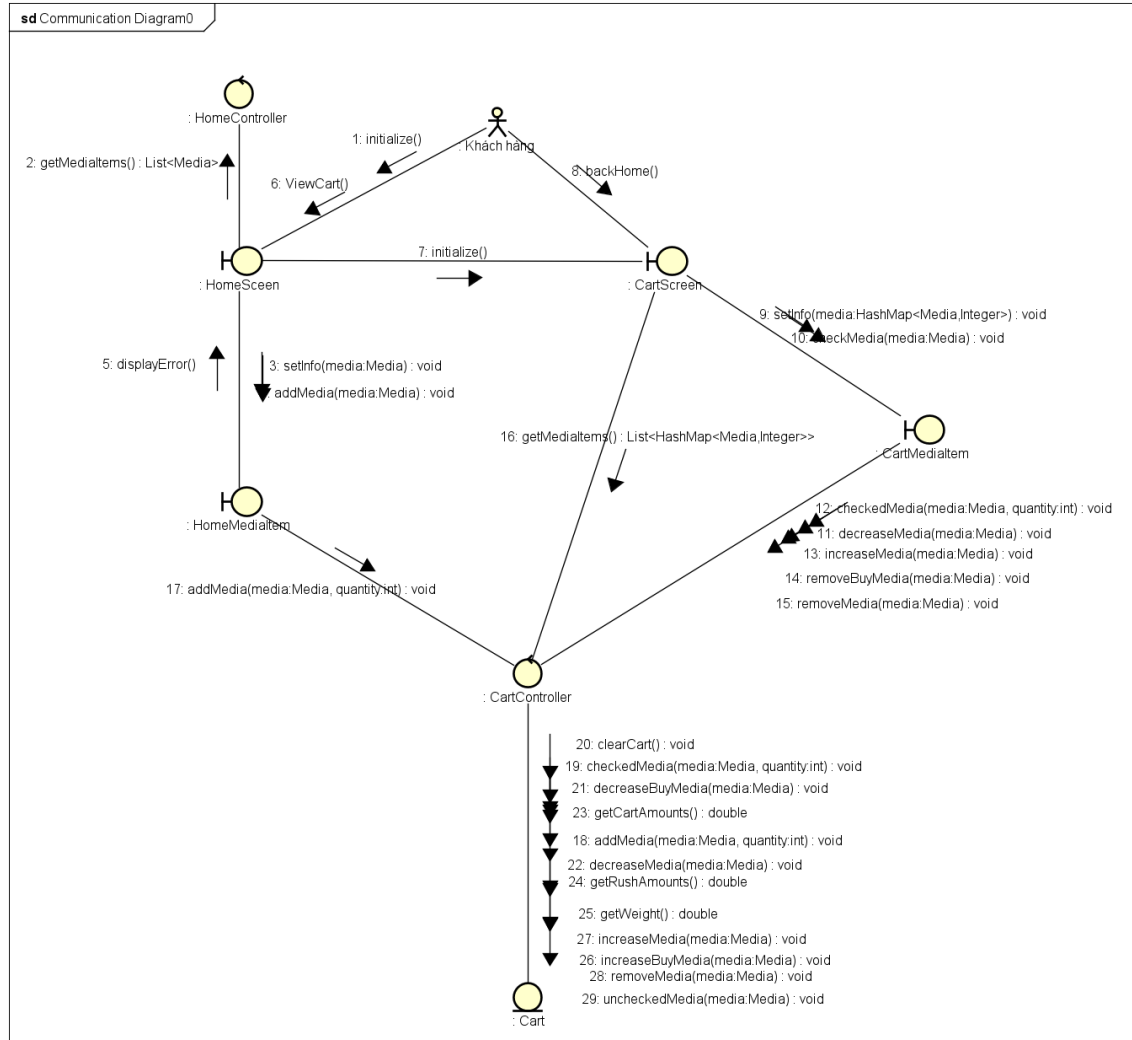 sd Communication Diagram0
: HomeController
1: initialize()
: Khách hàng
2: getMediaItems() : List<Media>
8: backHome()
6: ViewCart()
7: initialize()
: HomeSceen
: CartScreen
9: setInfo(media:HashMap<Media,Integer>) : void
10: checkMedia(media:Media) : void
5: displayError()
3: setInfo(media:Media) : void
addMedia(media:Media) : void
16: getMediaItems() : List<HashMap<Media,Integer>>
: CartMediaItem
: HomeMediaItem
12: checkedMedia(media:Media, quantity:int) : void
11: decreaseMedia(media:Media) : void
13: increaseMedia(media:Media) : void
14: removeBuyMedia(media:Media) : void
17: addMedia(media:Media, quantity:int) : void
15: removeMedia(media:Media) : void
: CartController
20: clearCart() : void
19: checkedMedia(media:Media, quantity:int) : void
21: decreaseBuyMedia(media:Media) : void
23: getCartAmounts() : double
18: addMedia(media:Media, quantity:int) : void
22: decreaseMedia(media:Media) : void
24: getRushAmounts() : double
25: getWeight() : double
27: increaseMedia(media:Media) : void
26: increaseBuyMedia(media:Media) : void
28: removeMedia(media:Media) : void
29: uncheckedMedia(media:Media) : void
: Cart